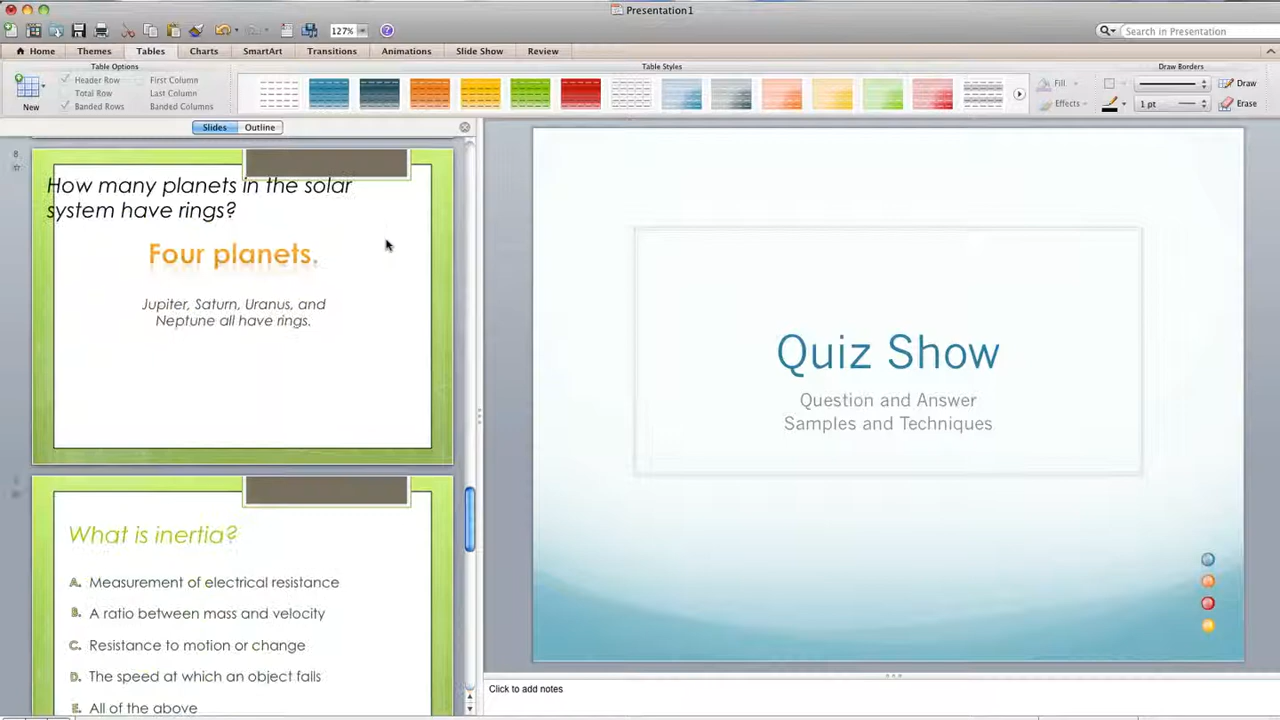 Presentation1
127%
Search in Presentation
Home
Themes
Tables
Charts
SmartArt
Transitions
Animations
Slide Show
Review
Table Options
Table Styles
Draw Borders
New
Header Row
First Column
Total Row
Last Column
Banded Rows
Banded Columns
Fill
Effects
1 pt
Draw
Erase
Slides
Outline
8
How many planets in the solar
system have rings?
Four planets.
Jupiter, Saturn, Uranus, and
Neptune all have rings.
What is inertia?
A. Measurement of electrical resistance
B. A ratio between mass and velocity
C. Resistance to motion or change
D. The speed at which an object falls
E. All of the above
Quiz Show
Question and Answer
Samples and Techniques
Click to add notes